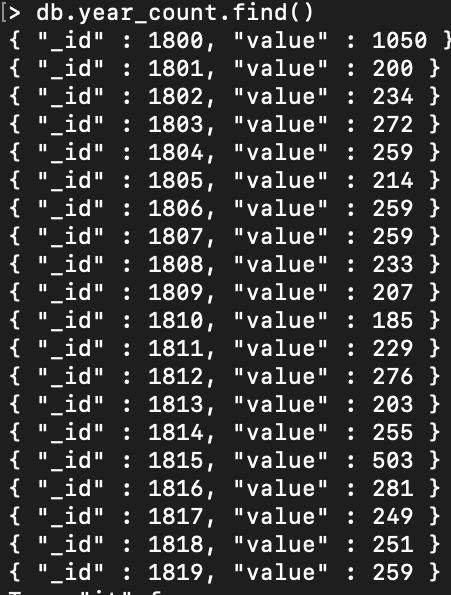 [> db.year_count.find()
{ "_id" : 1800, "value" : 1050 }
{ "_id" : 1801, "value" : 200 }
{ "_id" : 1802, "value" : 234 }
{ "_id" : 1803, "value" : 272 }
{ "_id" : 1804, "value" : 259 }
{ "_id" : 1805, "value" : 214 }
{ "_id" : 1806, "value" : 259 }
{ "_id" : 1807, "value" : 259 }
{ "_id" : 1808, "value" : 233 }
{ "_id" : 1809, "value" : 207 }
{ "_id" : 1810, "value" : 185 }
{ "_id" : 1811, "value" : 229 }
{ "_id" : 1812, "value" : 276 }
{ "_id" : 1813, "value" : 203 }
{ "_id" : 1814, "value" : 255 }
{ "_id" : 1815, "value" : 503 }
{ "_id" : 1816, "value" : 281 }
{ "_id" : 1817, "value" : 249 }
{ "_id" : 1818, "value" : 251 }
{ "_id" : 1819, "value" : 259 }